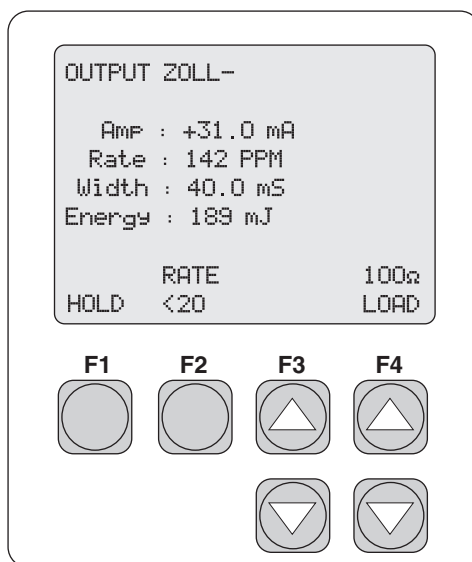 OUTPUT ZOLL-
Amp : +31.0 mA
Rate : 142 PPM
Width : 40.0 mS
Energy : 189 mJ
RATE 100Ω
HOLD <20 LOAD
F1 F2 F3 F4